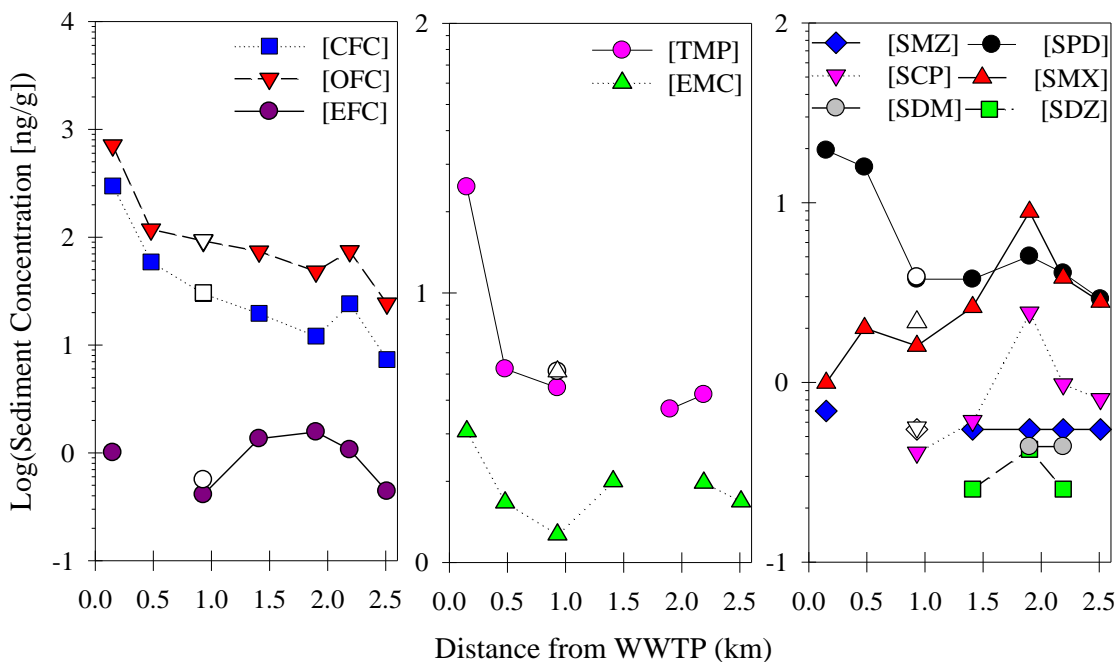 Log(Sediment Concentration [ng/g])
4
3
2
1
0
-1
[CFC]
[OFC]
[EFC]
0.0 0.5 1.0 1.5 2.0 2.5
2
1
0
[TMP]
[EMC]
0.0 0.5 1.0 1.5 2.0 2.5
2
1
0
-1
[SMZ] [SPD]
[SCP] [SMX]
[SDM] [SDZ]
0.0 0.5 1.0 1.5 2.0 2.5
Distance from WWTP (km)